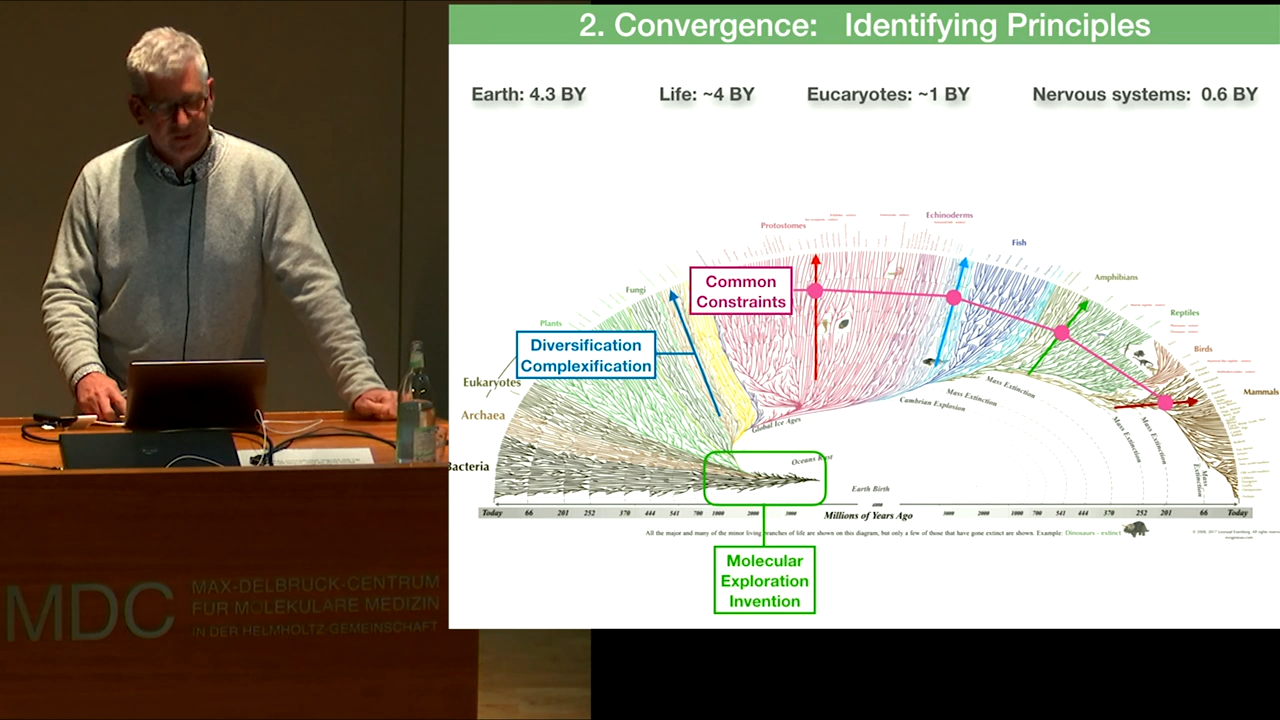 2. Convergence: Identifying Principles
Earth: 4.3 BY Life: ~4 BY Eucaryotes: ~1 BY Nervous systems: 0.6 BY
Echinoderms
Protostomes
Fish
Common
Constraints
Amphibians
Fungi
Reptiles
Plants
Diversification
Complexification
Birds
Eukaryotes
Mass Extinction
Mass Extinction
Mammals
Cambrian Explosion
Archaea
Global Ice Ages
Mass Extinction
Mass Extinction
Mass Extinction
Bacteria
Oceans Rust
Earth Birth
Today 66 201 252 370 444 541 700 1000 2000 3000 Millions of Years Ago 4000 3000 2000 1000 700 541 444 370 252 201 66 Today
All the major and many of the minor living branches of life are shown on this diagram, but only a few of those that have gone extinct are shown. Example: Dinosaurs - extinct
Molecular
Exploration
Invention
MDC
MAX-DELBRÜCK-CENTRUM
FÜR MOLEKULARE MEDIZIN
IN DER HELMHOLTZ-GEMEINSCHAFT